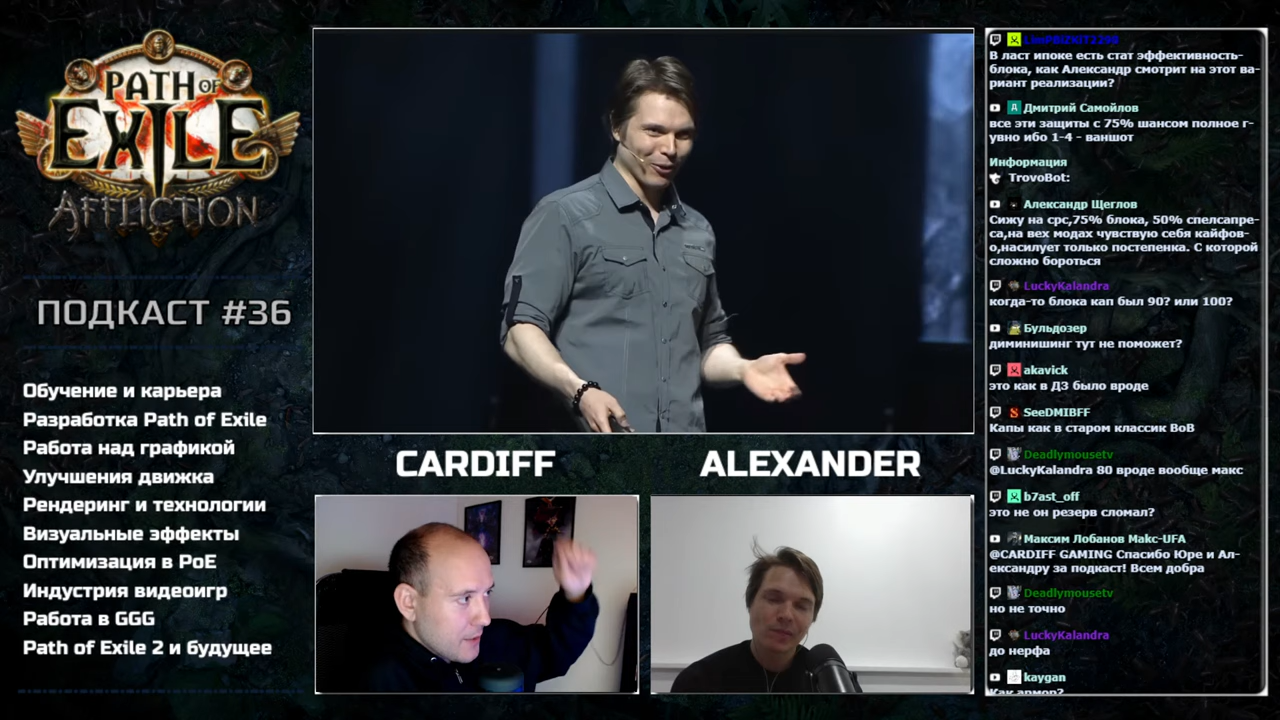 PATH OF
EXILE
AFFLICTION
ПОДКАСТ #36
Обучение и карьера
Разработка Path of Exile
Работа над графикой
Улучшения движка
Рендеринг и технологии
Визуальные эффекты
Оптимизация в PoE
Индустрия видеоигр
Работа в GGG
Path of Exile 2 и будущее
CARDIFF
ALEXANDER
В ласт ипоке есть стат эффективность-
блока, как Александр смотрит на этот ва-
риант реализации?
Дмитрий Самойлов
все эти защиты с 75% шансом полное г-
увно ибо 1-4 - ваншот
Информация
TrovoBot:
Александр Щеглов
Сижу на срс,75% блока, 50% спелсапре-
са,на вех модах чувствую себя кайфов-
о,насилует только постепенка. С которой
сложно бороться
LuckyKalandra
когда-то блока кап был 90? или 100?
Бульдозер
диминишинг тут не поможет?
akavick
это как в ДЗ было вроде
SeeDMIBFF
Капы как в старом классик ВоВ
Deadlymousetv
@LuckyKalandra 80 вроде вообще макс
b7ast_off
это не он резерв сломал?
Максим Лобанов Makc-UFA
@CARDIFF GAMING Спасибо Юре и Ал-
ександру за подкаст! Всем добра
Deadlymousetv
но не точно
LuckyKalandra
до нерфа
kaygan
Как армор?